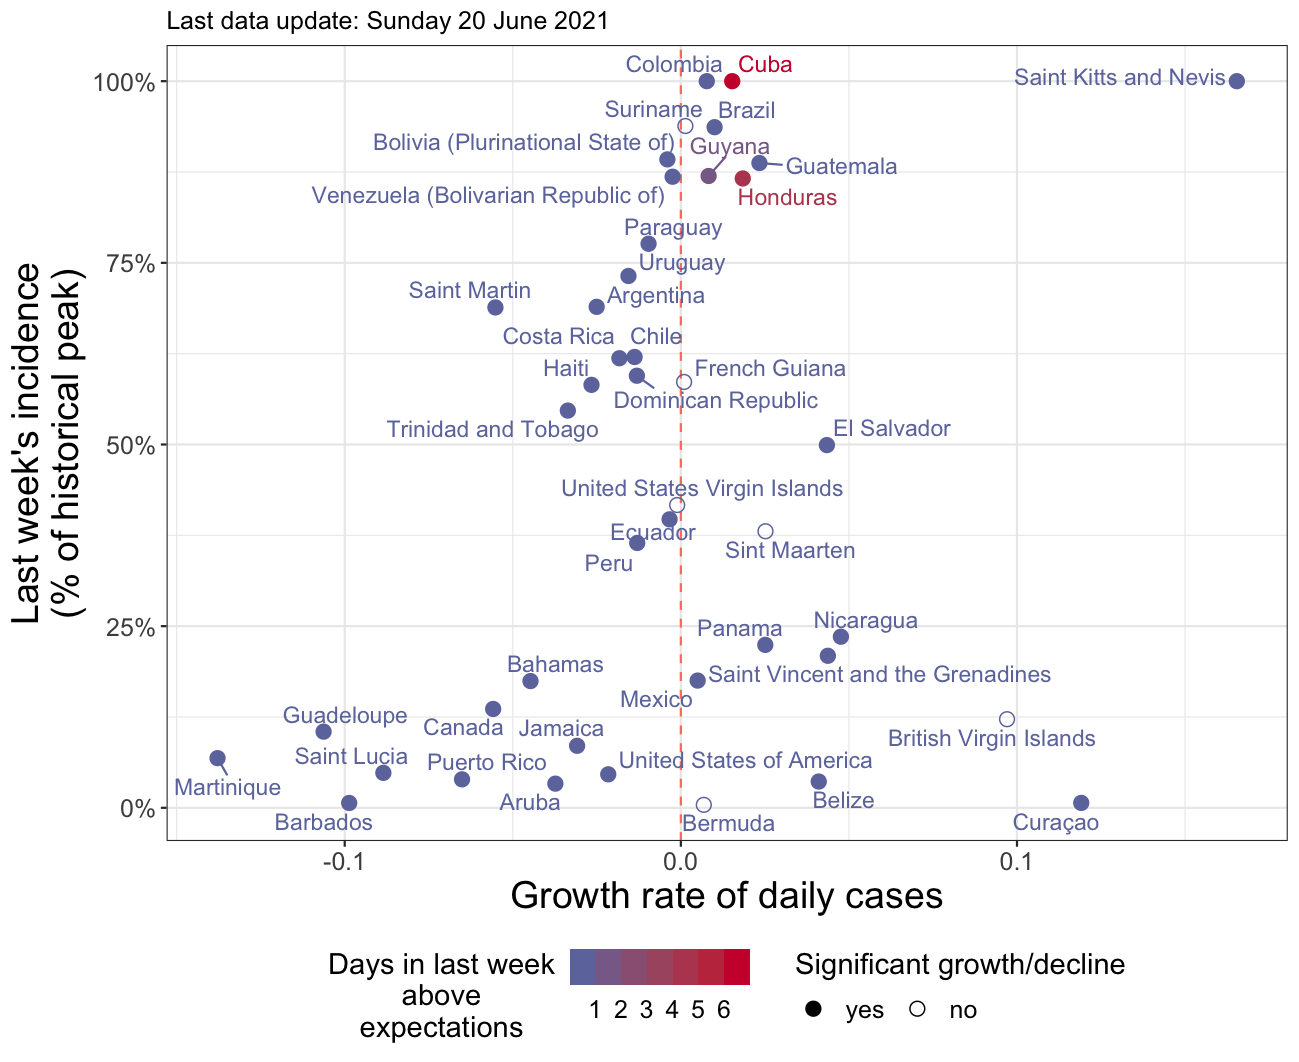 Last data update: Sunday 20 June 2021
Last week's incidence
(% of historical peak)
100%
75%
50%
25%
0%
Colombia
Cuba
Saint Kitts and Nevis
Suriname
Brazil
Bolivia (Plurinational State of)
Guyana
Guatemala
Venezuela (Bolivarian Republic of)
Honduras
Paraguay
Uruguay
Saint Martin
Argentina
Costa Rica
Chile
Haiti
French Guiana
Dominican Republic
Trinidad and Tobago
El Salvador
United States Virgin Islands
Ecuador
Sint Maarten
Peru
Nicaragua
Panama
Bahamas
Saint Vincent and the Grenadines
Mexico
Guadeloupe
Canada
Jamaica
British Virgin Islands
Saint Lucia
Puerto Rico
United States of America
Martinique
Aruba
Belize
Barbados
Bermuda
Curaçao
-0.1
0.0
0.1
Growth rate of daily cases
Days in last week
above
expectations
1 2 3 4 5 6
Significant growth/decline
yes
no